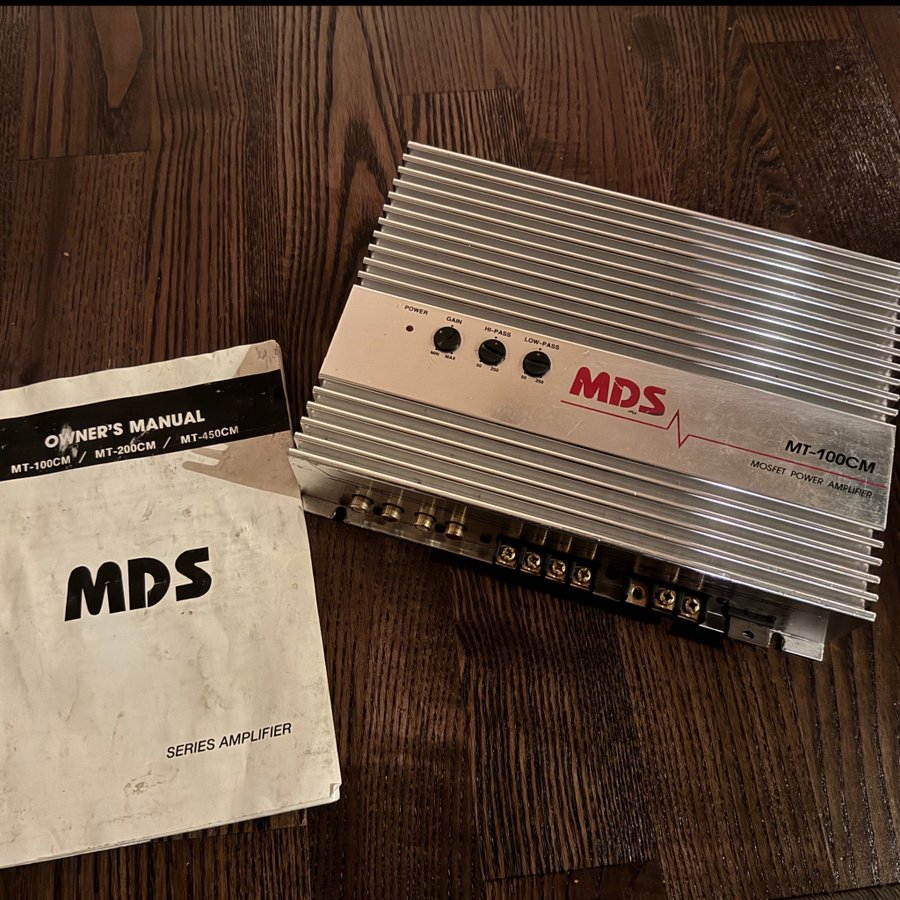 OWNER'S MANUAL
MT-100CM / MT-200CM / MT-450CM
MDS
SERIES AMPLIFIER
POWER
GAIN
MIN MAX
HI-PASS
50 250
LOW-PASS
50 250
MDS
MT-100CM
MOSFET POWER AMPLIFIER